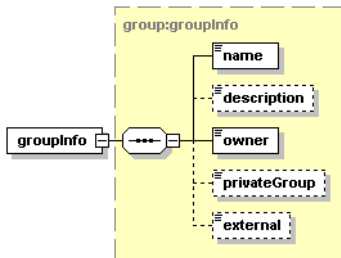 group:groupInfo
name
description
groupInfo
owner
privateGroup
external